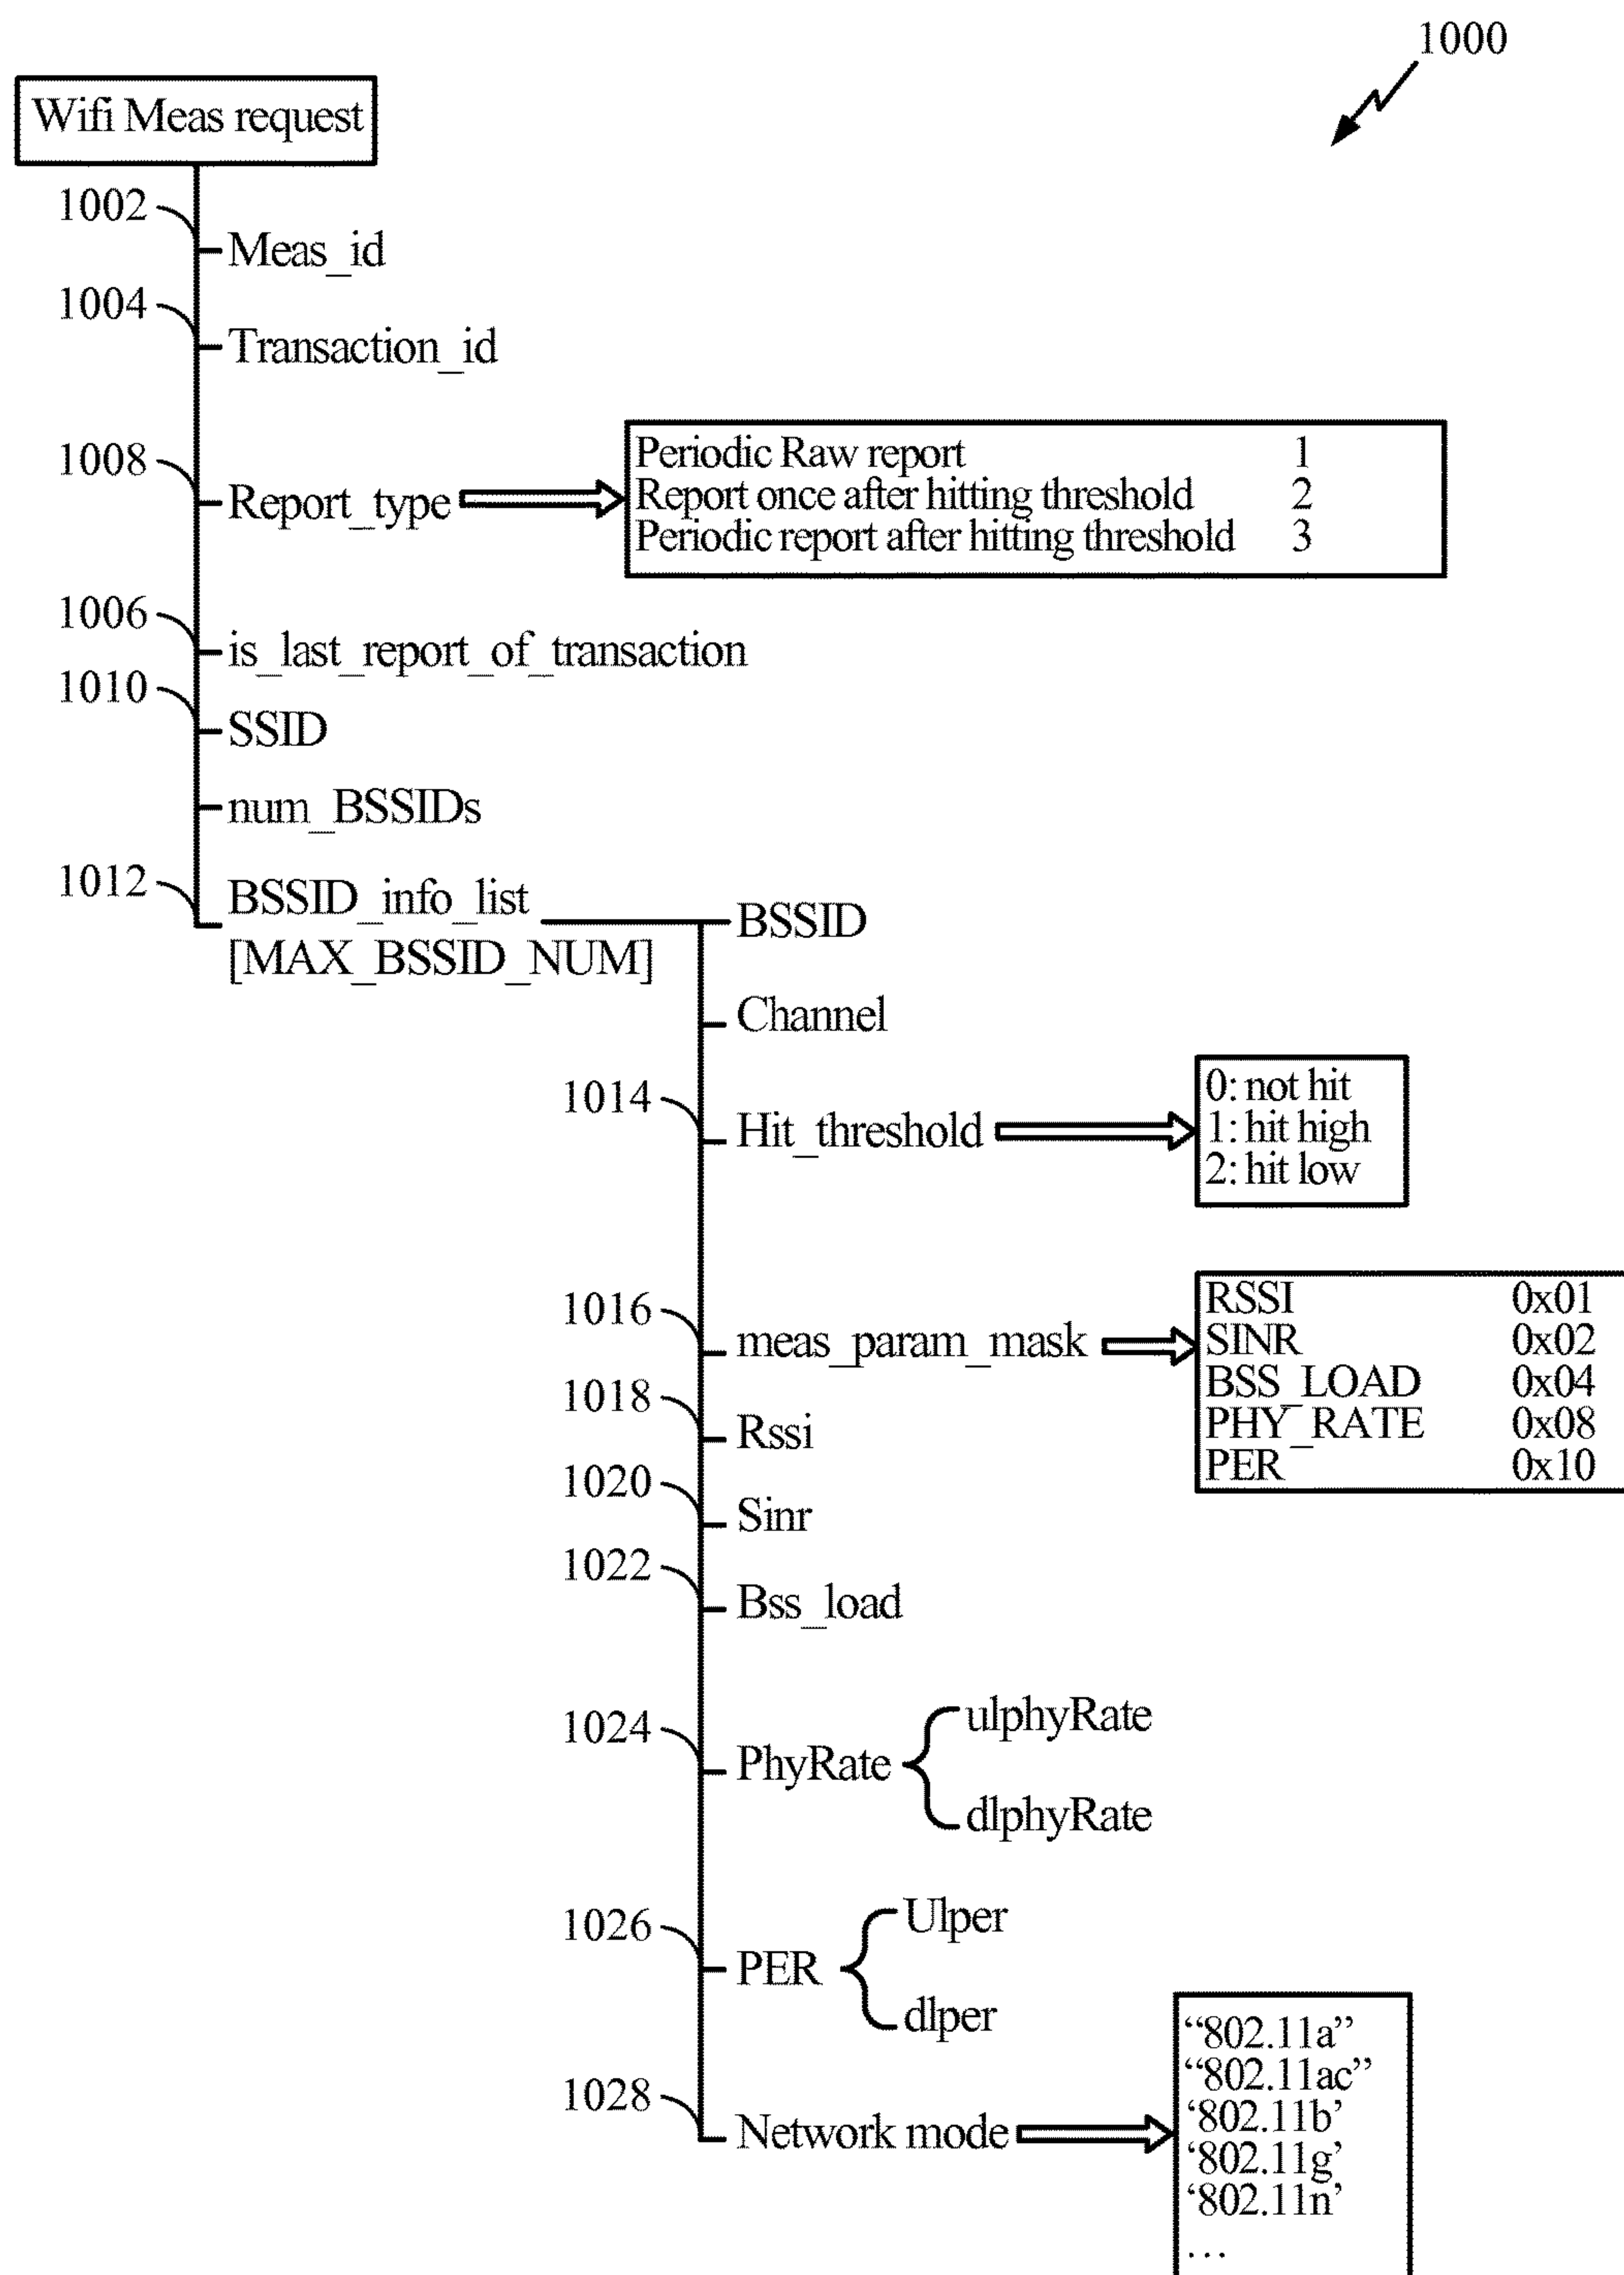 1000
Wifi Meas request
1002
Meas_id
1004
Transaction_id
1008
Report_type
Periodic Raw report 1
Report once after hitting threshold 2
Periodic report after hitting threshold 3
1006
is_last_report_of_transaction
1010
SSID
num_BSSIDs
1012
BSSID_info_list
[MAX_BSSID_NUM]
BSSID
Channel
1014
Hit_threshold
0: not hit
1: hit high
2: hit low
1016
meas_param_mask
RSSI 0x01
SINR 0x02
BSS_LOAD 0x04
PHY_RATE 0x08
PER 0x10
1018
Rssi
1020
Sinr
1022
Bss_load
1024
PhyRate
ulphyRate
dlphyRate
1026
PER
Ulper
dlper
1028
Network mode
“802.11a”
“802.11ac”
‘802.11b’
‘802.11g’
‘802.11n’
...